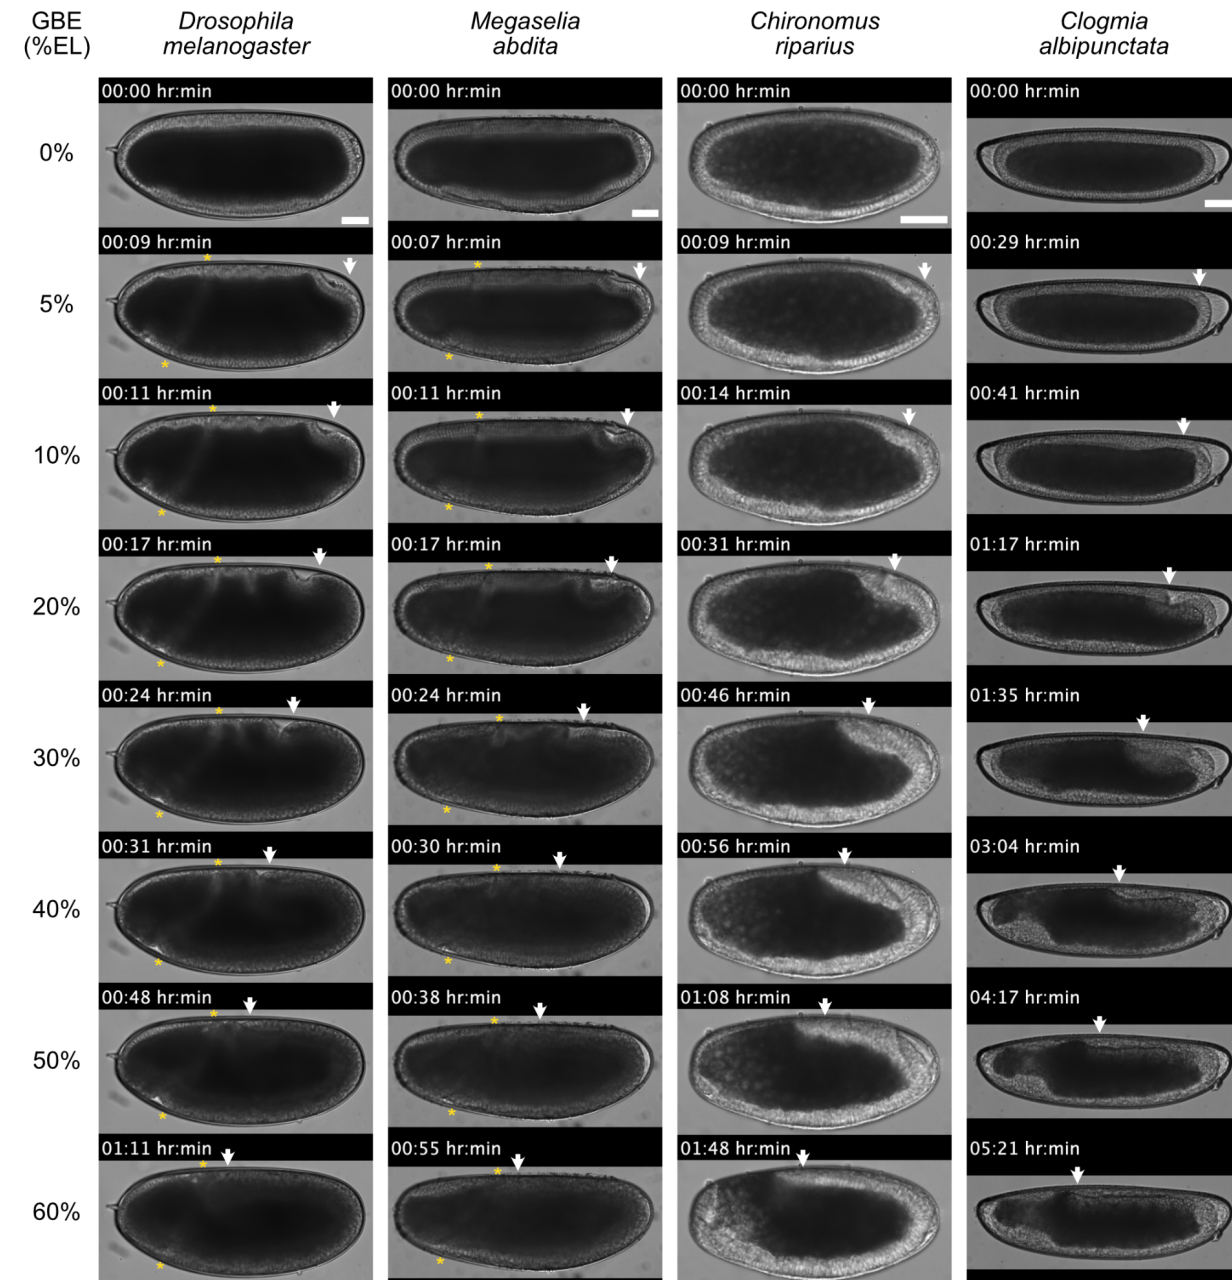 GBE
(%EL)
Drosophila
melanogaster
Megaselia
abdita
Chironomus
riparius
Clogmia
albipunctata
0%
00:00 hr:min
00:00 hr:min
00:00 hr:min
00:00 hr:min
5%
00:09 hr:min
00:07 hr:min
00:09 hr:min
00:29 hr:min
10%
00:11 hr:min
00:11 hr:min
00:14 hr:min
00:41 hr:min
20%
00:17 hr:min
00:17 hr:min
00:31 hr:min
01:17 hr:min
30%
00:24 hr:min
00:24 hr:min
00:46 hr:min
01:35 hr:min
40%
00:31 hr:min
00:30 hr:min
00:56 hr:min
03:04 hr:min
50%
00:48 hr:min
00:38 hr:min
01:08 hr:min
04:17 hr:min
60%
01:11 hr:min
00:55 hr:min
01:48 hr:min
05:21 hr:min